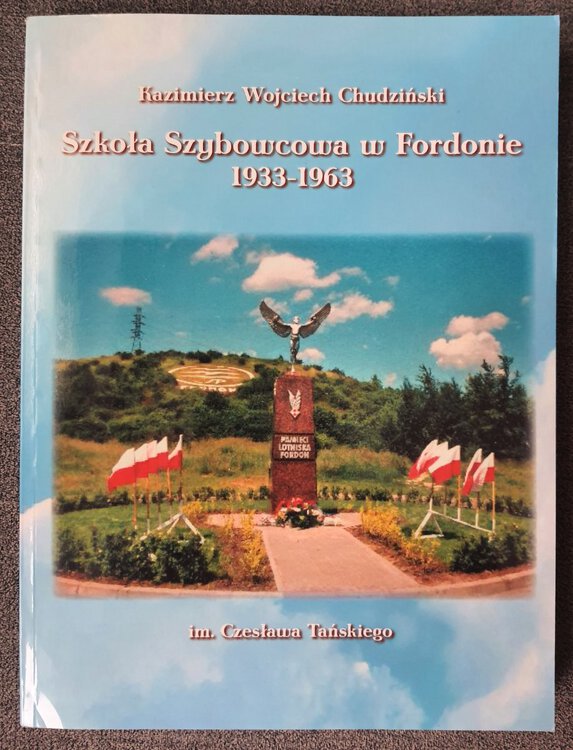 Kazimierz Wojciech Chudziński
Szkoła Szybowcowa w Fordonie
1933-1963
PAMIĘCI
LOTNISKA
FORDON
im. Czesława Tańskiego